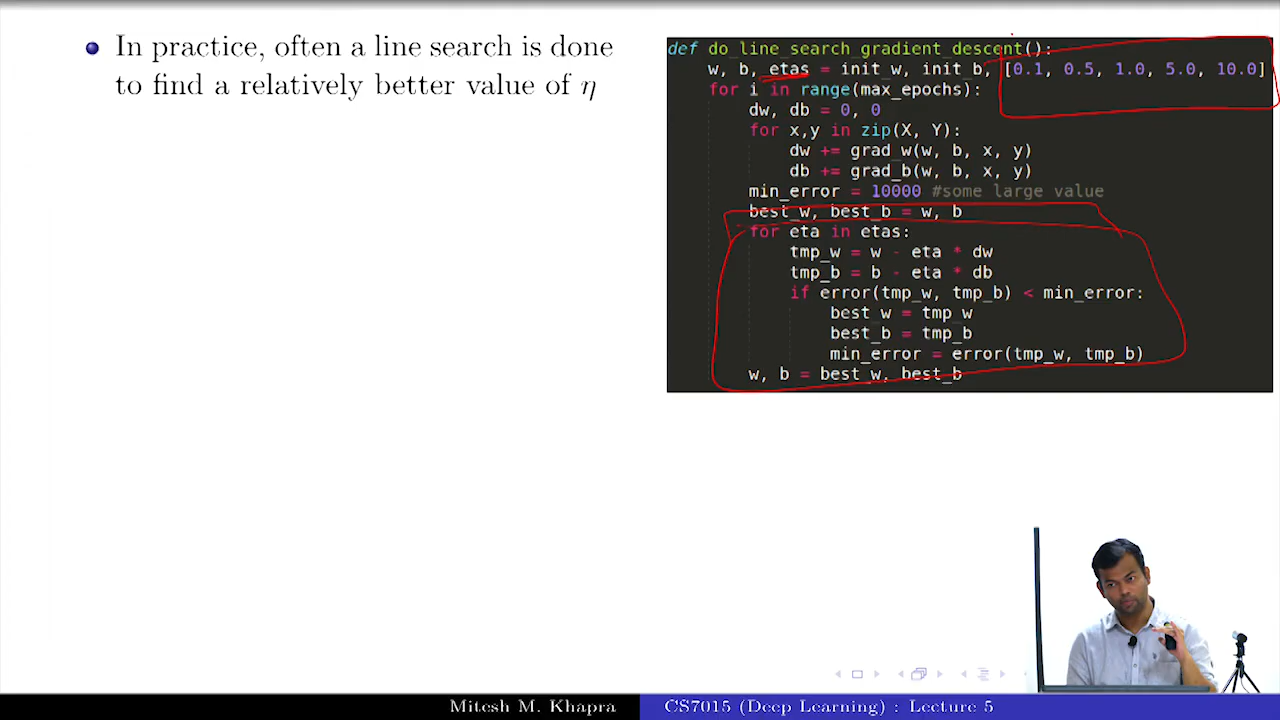 In practice, often a line search is done
to find a relatively better value of η
def do_line_search_gradient_descent():
w, b, etas = init_w, init_b, [0.1, 0.5, 1.0, 5.0, 10.0]
for i in range(max_epochs):
dw, db = 0, 0
for x,y in zip(X, Y):
dw += grad_w(w, b, x, y)
db += grad_b(w, b, x, y)
min_error = 10000 #some large value
best_w, best_b = w, b
for eta in etas:
tmp_w = w - eta * dw
tmp_b = b - eta * db
if error(tmp_w, tmp_b) < min_error:
best_w = tmp_w
best_b = tmp_b
min_error = error(tmp_w, tmp_b)
w, b = best_w, best_b
Mitesh M. Khapra
CS7015 (Deep Learning) : Lecture 5